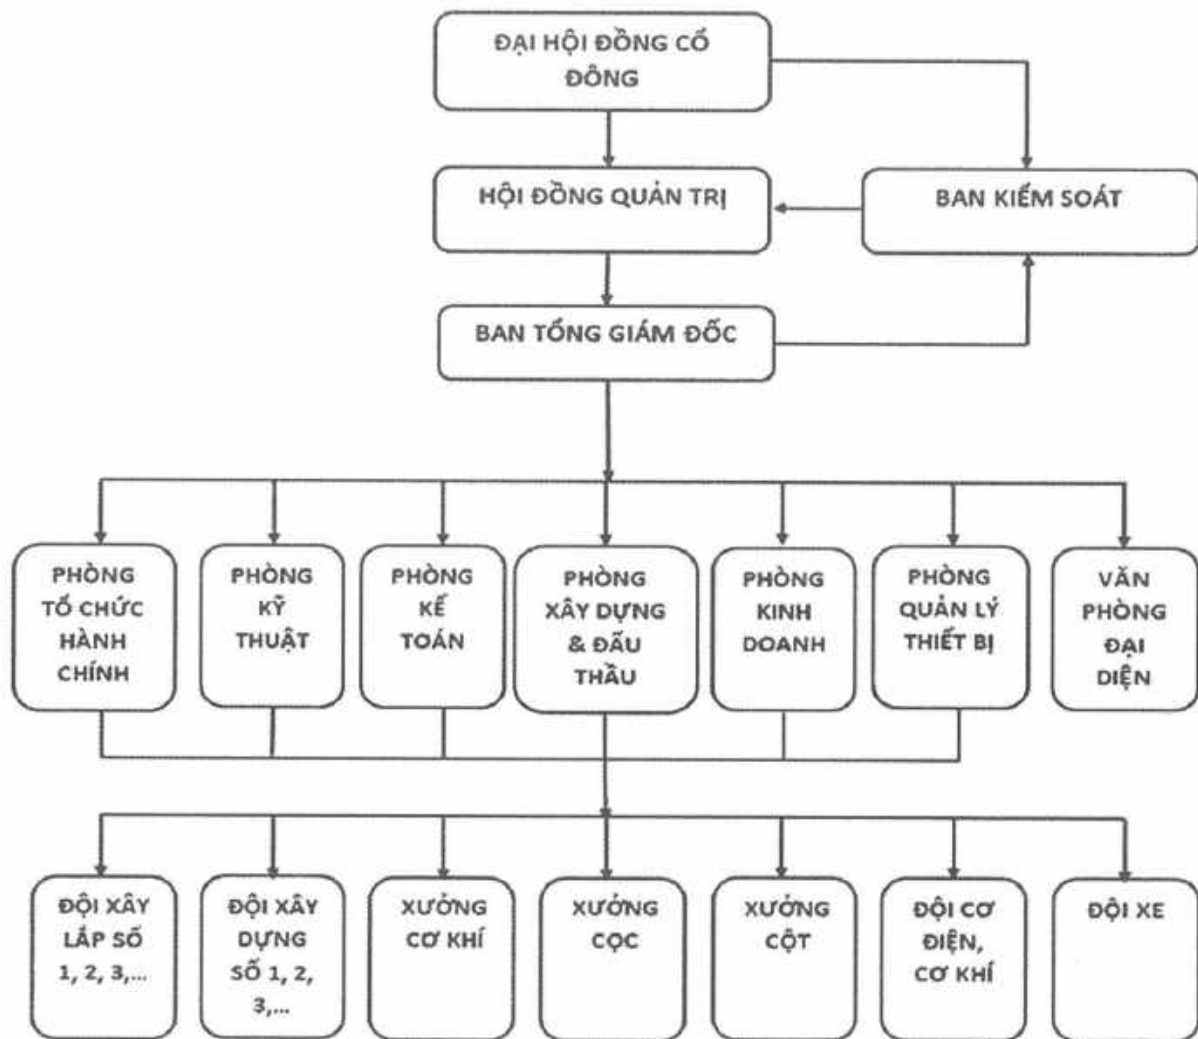 ĐẠI HỘI ĐỒNG CỔ
ĐÔNG
HỘI ĐỒNG QUẢN TRỊ
BAN KIỂM SOÁT
BAN TỔNG GIÁM ĐỐC
PHÒNG
TỔ CHỨC
HÀNH
CHÍNH
PHÒNG
KỸ
THUẬT
PHÒNG
KẾ
TOÁN
PHÒNG
XÂY DỰNG
& ĐẤU
THẦU
PHÒNG
KINH
DOANH
PHÒNG
QUẢN LÝ
THIẾT BỊ
VĂN
PHÒNG
ĐẠI
DIỆN
ĐỘI XÂY
LẮP SỐ
1, 2, 3,...
ĐỘI XÂY
DỰNG
SỐ 1, 2,
3,...
XƯỞNG
CƠ KHÍ
XƯỞNG
CỌC
XƯỞNG
CỘT
ĐỘI CƠ
ĐIỆN,
CƠ KHÍ
ĐỘI XE